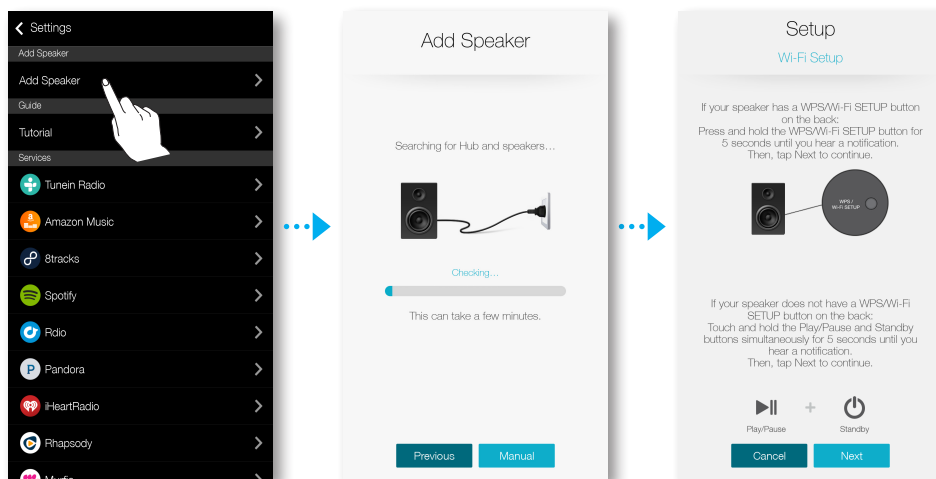 Settings
Add Speaker
Add Speaker
Guide
Tutorial
Services
Tunein Radio
a
Amazon Music
8tracks
Spotify
Rdio
P
Pandora
iHeartRadio
Rhapsody
Add Speaker
Searching for Hub and speakers…
Checking…
This can take a few minutes.
Previous
Manual
Setup
Wi-Fi Setup
If your speaker has a WPS/Wi-Fi SETUP button
on the back:
Press and hold the WPS/Wi-Fi SETUP button for
5 seconds until you hear a notification.
Then, tap Next to continue.
WPS /
Wi-Fi SETUP
If your speaker does not have a WPS/Wi-Fi
SETUP button on the back:
Touch and hold the Play/Pause and Standby
buttons simultaneously for 5 seconds until you
hear a notification.
Then, tap Next to continue.
+
Play/Pause
Standby
Cancel
Next